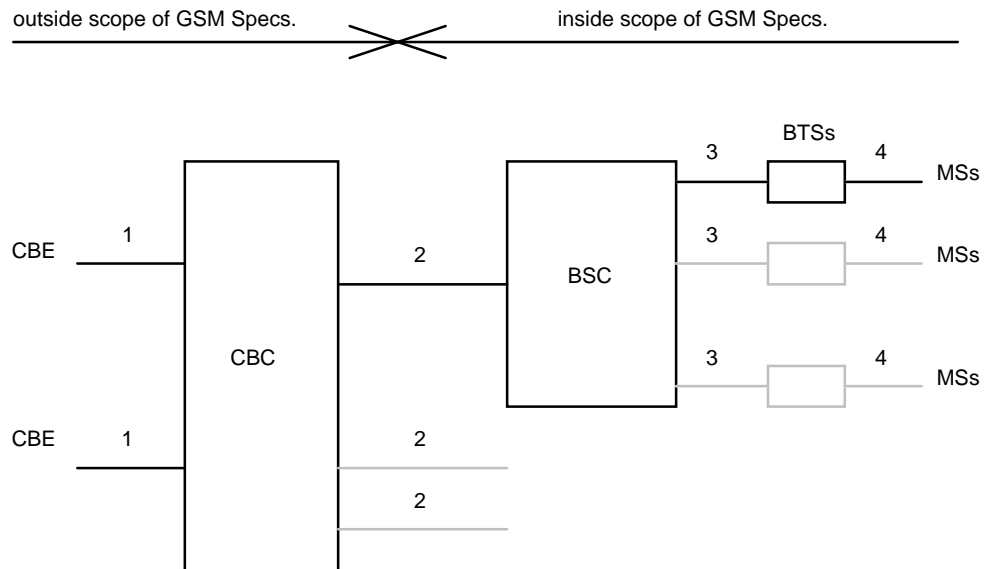 outside scope of GSM Specs.
inside scope of GSM Specs.
BTSs
3
4
MSs
1
CBE
2
3
4
MSs
BSC
CBC
3
4
MSs
CBE
1
2
2